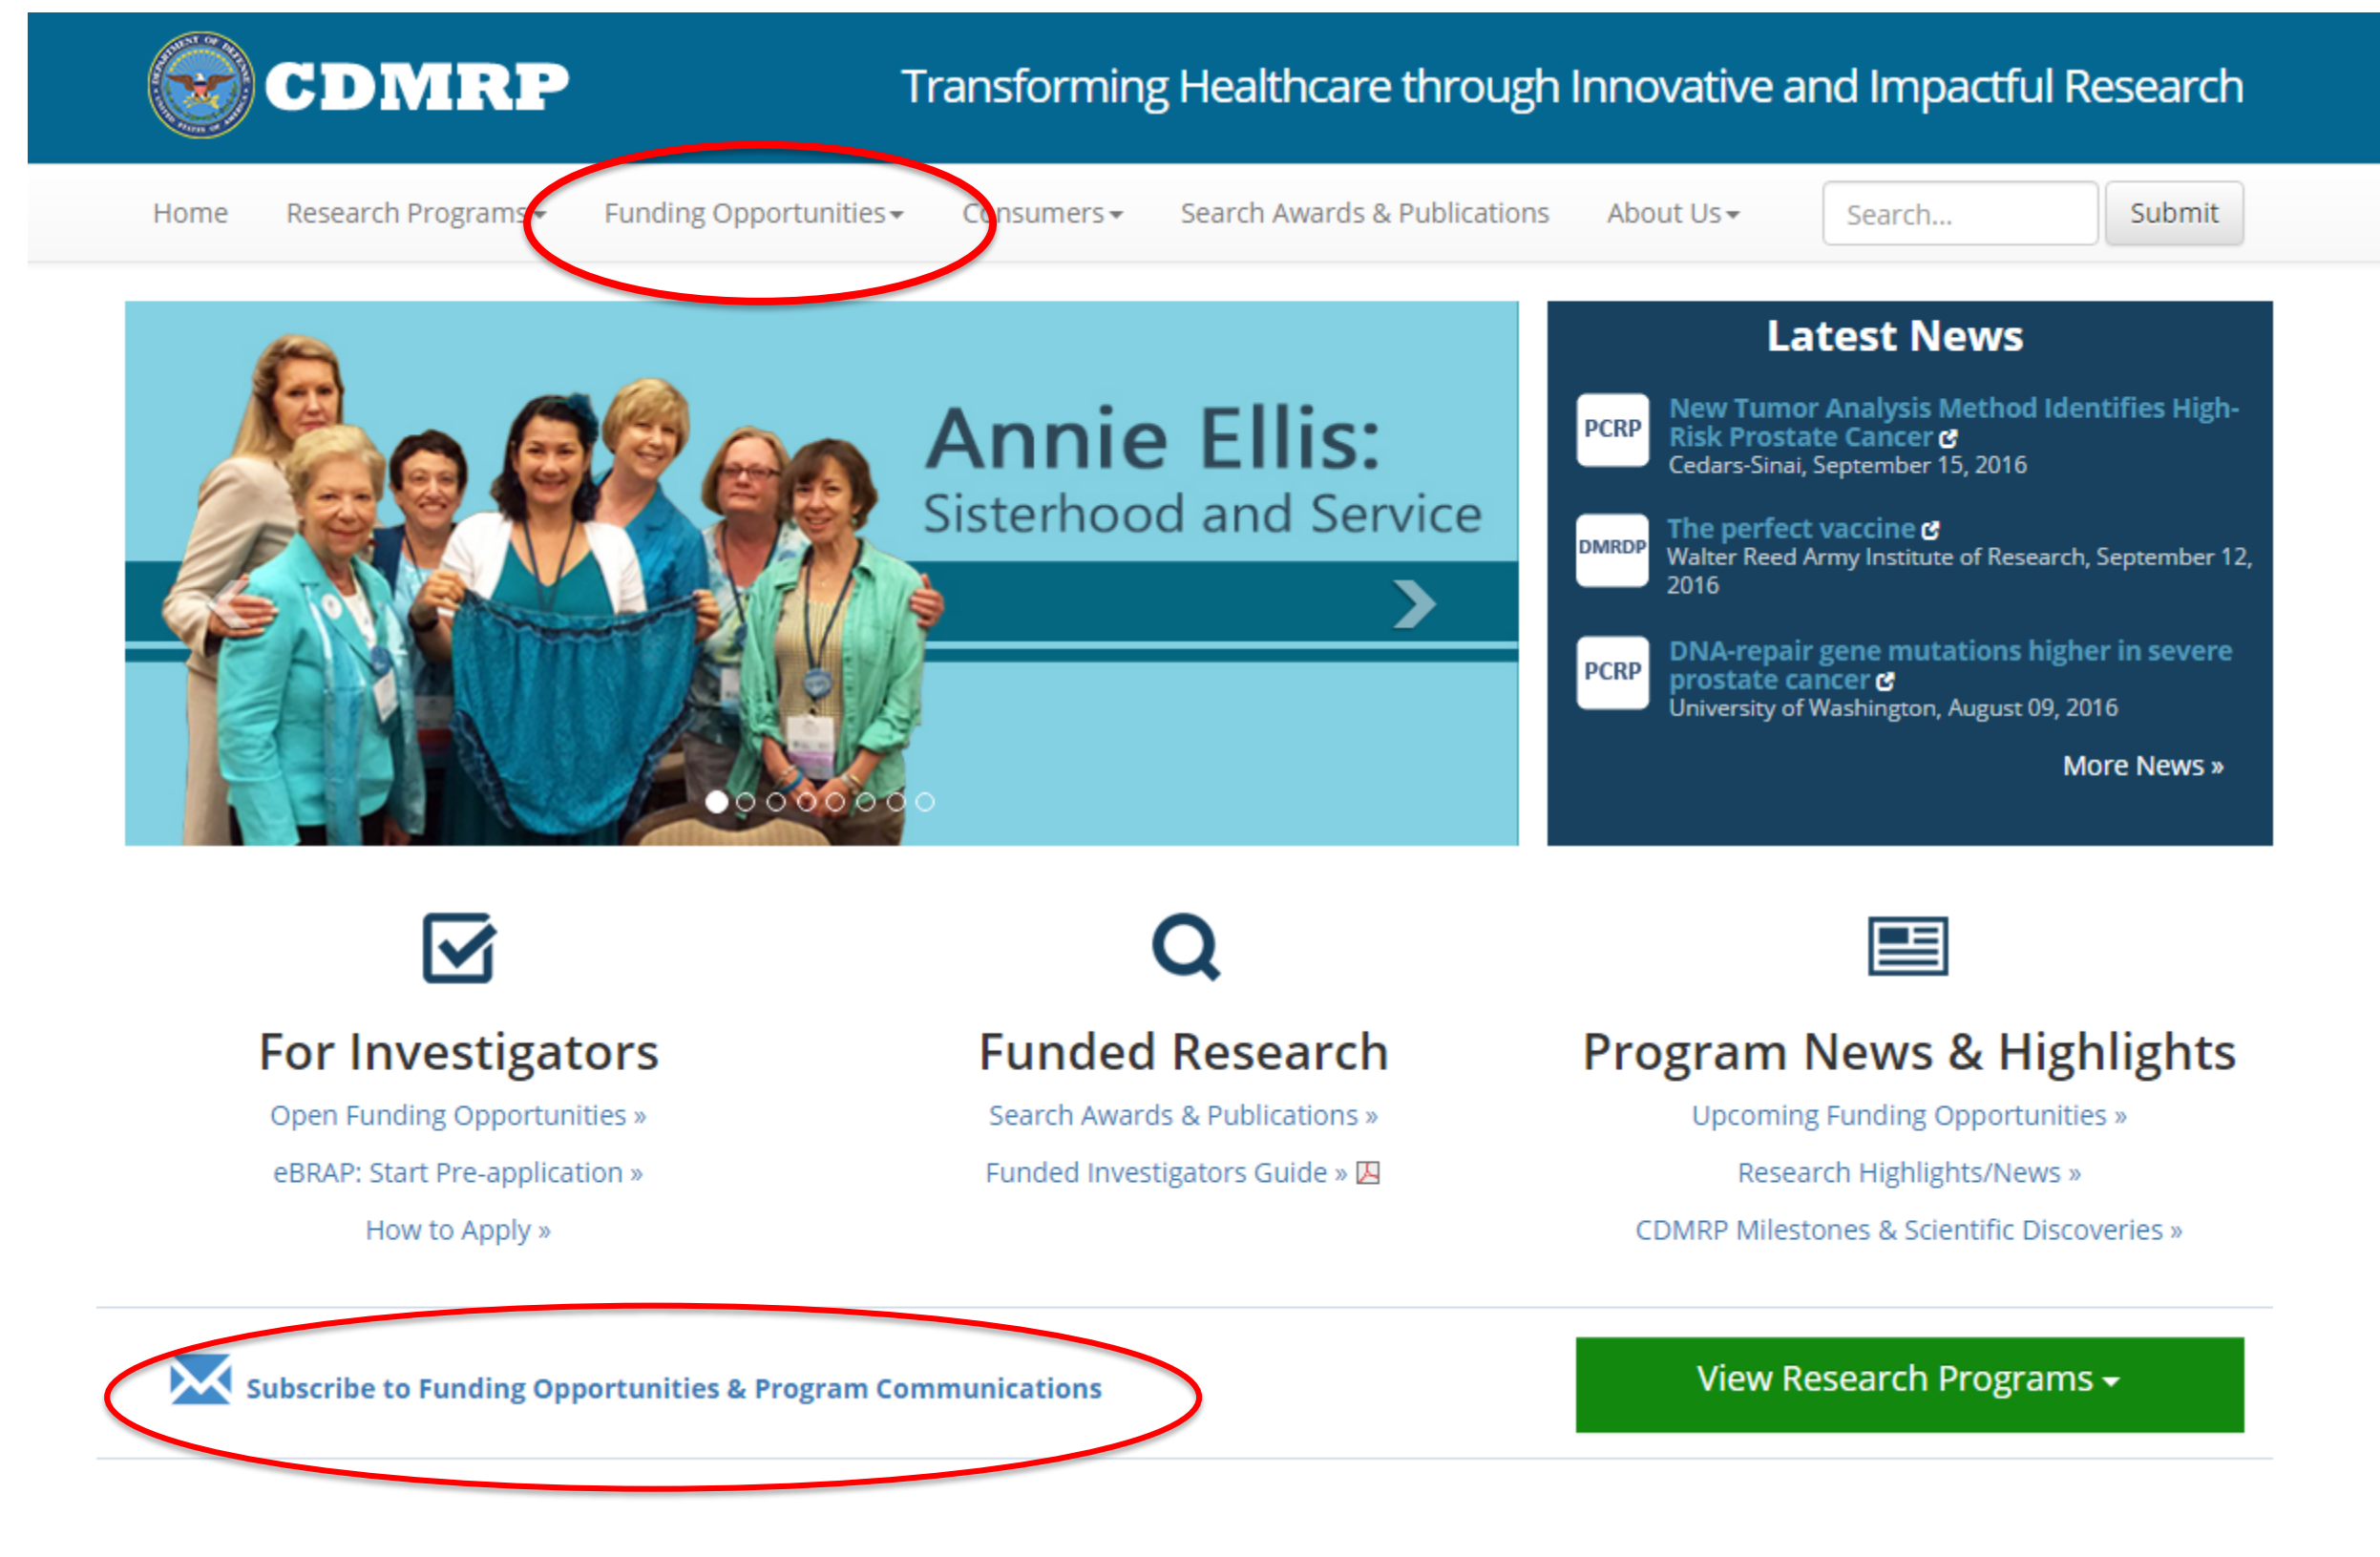 CDMRP
Transforming Healthcare through Innovative and Impactful Research
Home Research Programs Funding Opportunities Consumers Search Awards & Publications About Us Search... Submit
Annie Ellis:
Sisterhood and Service
Latest News
PCRP
New Tumor Analysis Method Identifies High-
Risk Prostate Cancer
Cedars-Sinai, September 15, 2016
DMRDP
The perfect vaccine
Walter Reed Army Institute of Research, September 12,
2016
PCRP
DNA-repair gene mutations higher in severe
prostate cancer
University of Washington, August 09, 2016
More News »
For Investigators
Open Funding Opportunities »
eBRAP: Start Pre-application »
How to Apply »
Funded Research
Search Awards & Publications »
Funded Investigators Guide »
Program News & Highlights
Upcoming Funding Opportunities »
Research Highlights/News »
CDMRP Milestones & Scientific Discoveries »
Subscribe to Funding Opportunities & Program Communications
View Research Programs